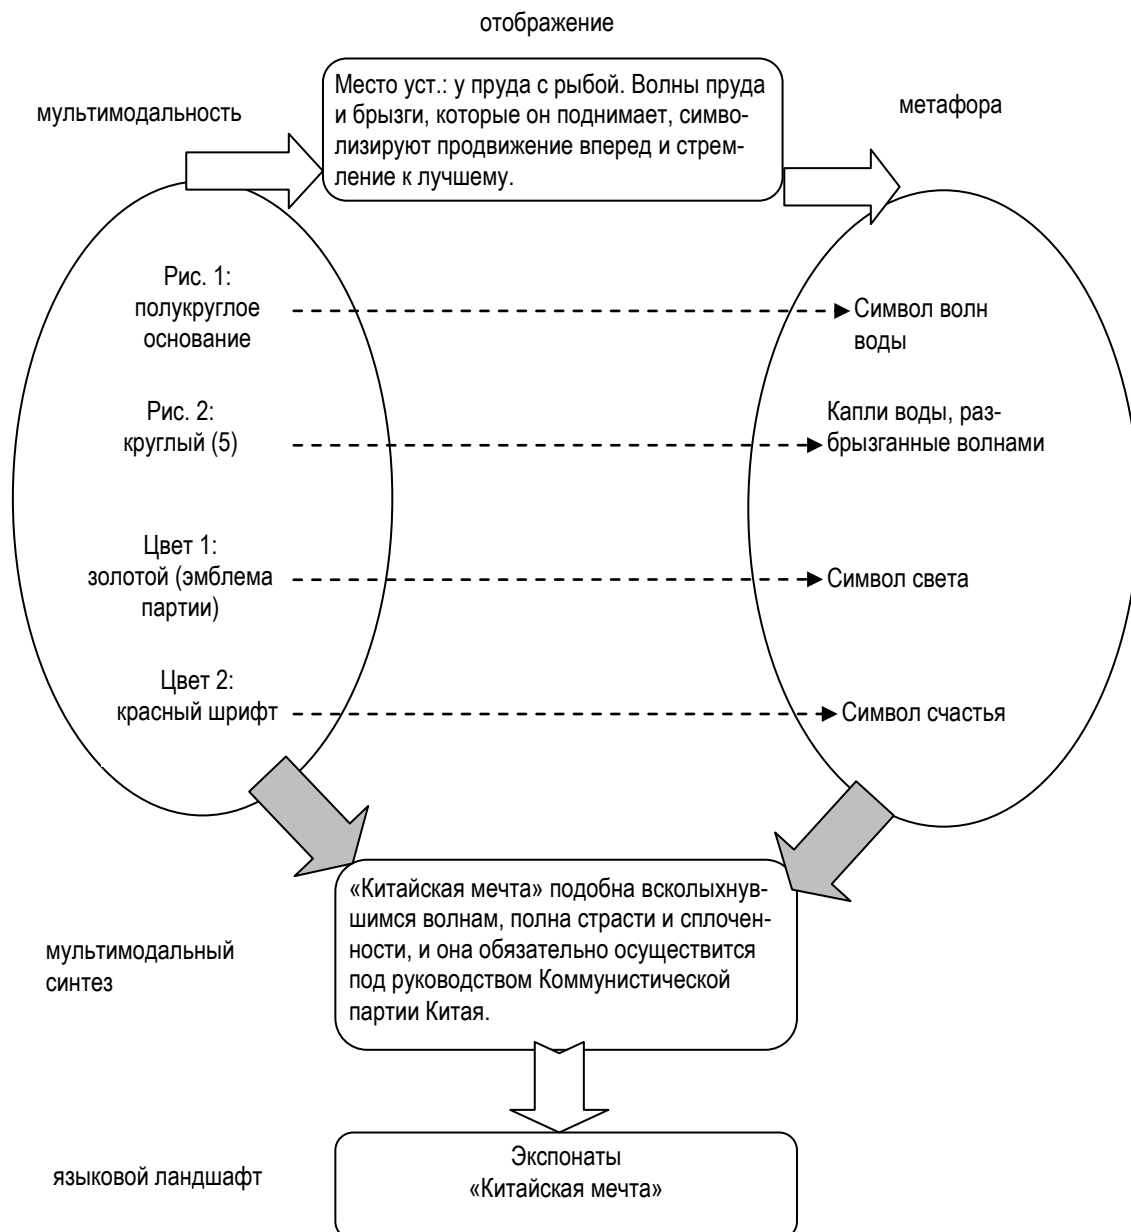 отображение
Место уст.: у пруда с рыбой. Волны пруда
и брызги, которые он поднимает, симво-
лизируют продвижение вперед и стрем-
ление к лучшему.
мультимодальность
метафора
Рис. 1:
полукруглое
основание
Символ волн
воды
Рис. 2:
круглый (5)
Капли воды, раз-
брызганные волнами
Цвет 1:
золотой (эмблема
партии)
Символ света
Цвет 2:
красный шрифт
Символ счастья
«Китайская мечта» подобна всколыхнув-
шимся волнам, полна страсти и сплочен-
ности, и она обязательно осуществится
под руководством Коммунистической
партии Китая.
мультимодальный
синтез
языковой ландшафт
Экспонаты
«Китайская мечта»